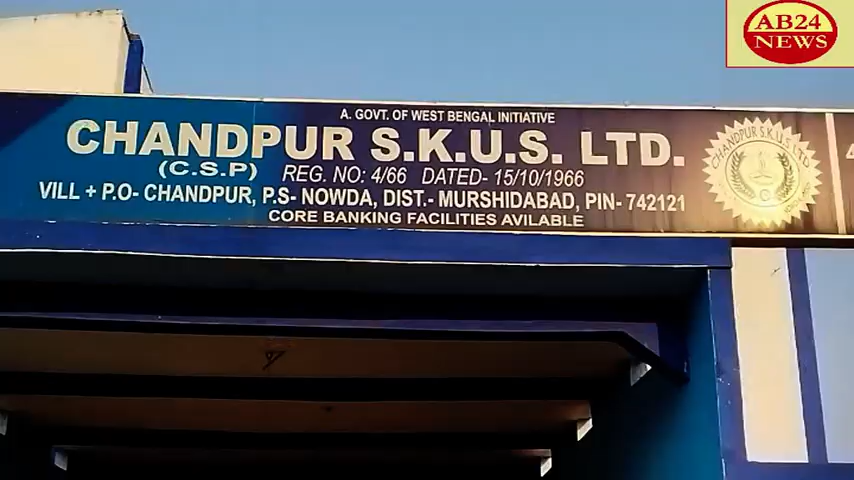 AB24
NEWS
A. GOVT. OF WEST BENGAL INITIATIVE
CHANDPUR S.K.U.S. LTD.
(C.S.P) REG. NO: 4/66 DATED- 15/10/1966
VILL + P.O- CHANDPUR, P.S- NOWDA, DIST.- MURSHIDABAD, PIN- 742121
CORE BANKING FACILITIES AVILABLE
CHANDPUR S.K.U.S LTD